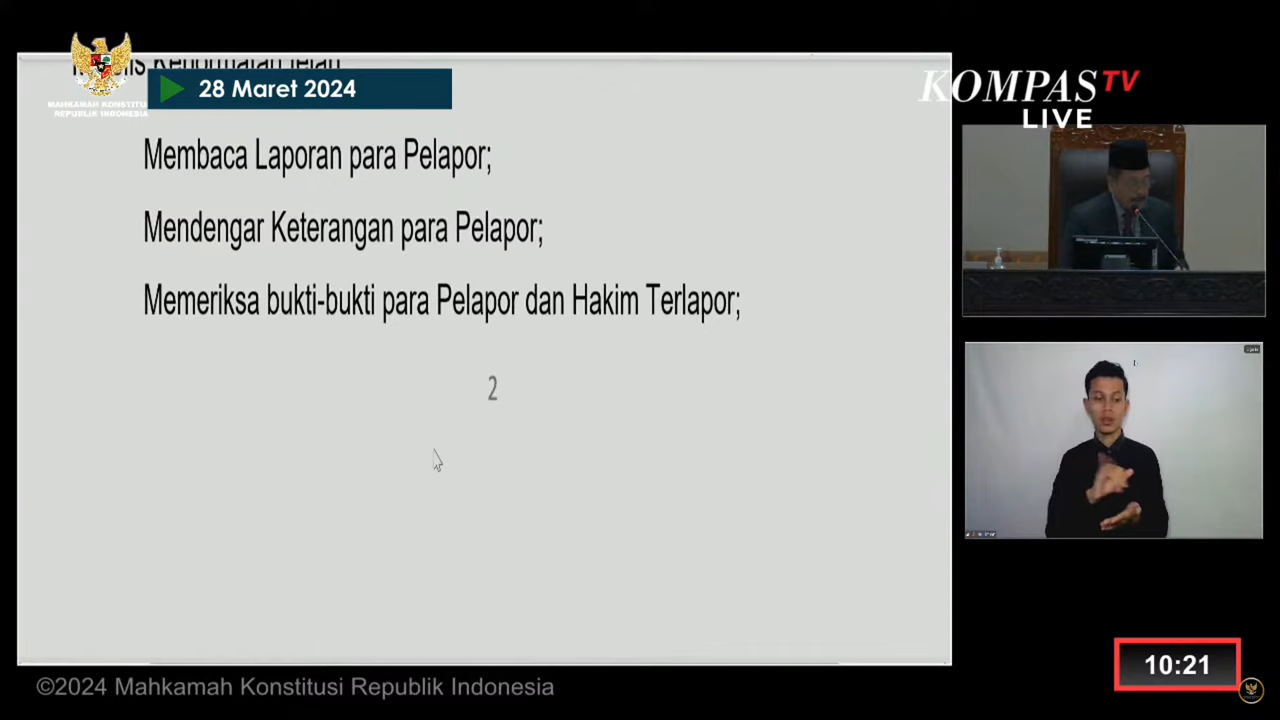 MAHKAMAH KONSTITUSI
REPUBLIK INDONESIA
28 Maret 2024
KOMPAS TV
LIVE
Membaca Laporan para Pelapor;
Mendengar Keterangan para Pelapor;
Memeriksa bukti-bukti para Pelapor dan Hakim Terlapor;
2
10:21
©2024 Mahkamah Konstitusi Republik Indonesia